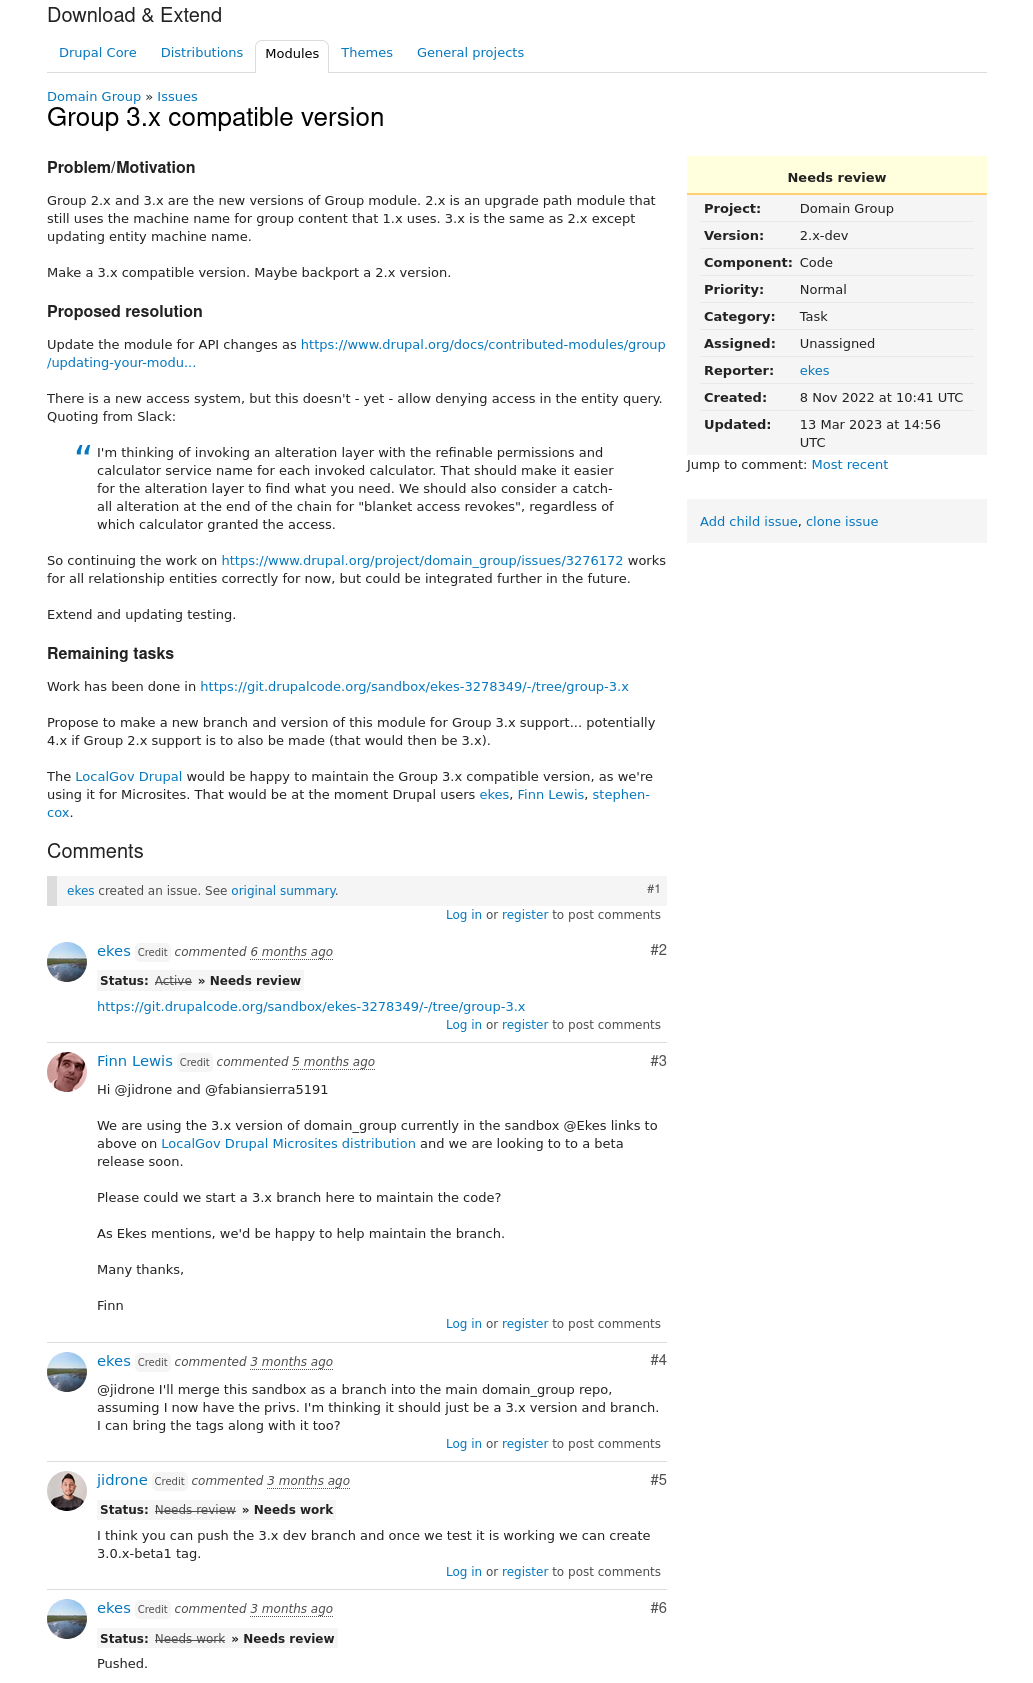 Download & Extend
Drupal Core Distributions Modules Themes General projects
Domain Group » Issues
Group 3.x compatible version
Problem/Motivation
Group 2.x and 3.x are the new versions of Group module. 2.x is an upgrade path module that
still uses the machine name for group content that 1.x uses. 3.x is the same as 2.x except
updating entity machine name.
Make a 3.x compatible version. Maybe backport a 2.x version.
Proposed resolution
Update the module for API changes as https://www.drupal.org/docs/contributed-modules/group
/updating-your-modu...
There is a new access system, but this doesn't - yet - allow denying access in the entity query.
Quoting from Slack:
“ I'm thinking of invoking an alteration layer with the refinable permissions and
calculator service name for each invoked calculator. That should make it easier
for the alteration layer to find what you need. We should also consider a catch-
all alteration at the end of the chain for "blanket access revokes", regardless of
which calculator granted the access.
So continuing the work on https://www.drupal.org/project/domain_group/issues/3276172 works
for all relationship entities correctly for now, but could be integrated further in the future.
Extend and updating testing.
Remaining tasks
Work has been done in https://git.drupalcode.org/sandbox/ekes-3278349/-/tree/group-3.x
Propose to make a new branch and version of this module for Group 3.x support... potentially
4.x if Group 2.x support is to also be made (that would then be 3.x).
The LocalGov Drupal would be happy to maintain the Group 3.x compatible version, as we're
using it for Microsites. That would be at the moment Drupal users ekes, Finn Lewis, stephen-
cox.
Needs review
Project: Domain Group
Version: 2.x-dev
Component: Code
Priority: Normal
Category: Task
Assigned: Unassigned
Reporter: ekes
Created: 8 Nov 2022 at 10:41 UTC
Updated: 13 Mar 2023 at 14:56
UTC
Jump to comment: Most recent
Add child issue, clone issue
Comments
ekes created an issue. See original summary. #1
Log in or register to post comments
ekes Credit commented 6 months ago #2
Status: Active » Needs review
https://git.drupalcode.org/sandbox/ekes-3278349/-/tree/group-3.x
Log in or register to post comments
Finn Lewis Credit commented 5 months ago #3
Hi @jidrone and @fabiansierra5191
We are using the 3.x version of domain_group currently in the sandbox @Ekes links to
above on LocalGov Drupal Microsites distribution and we are looking to to a beta
release soon.
Please could we start a 3.x branch here to maintain the code?
As Ekes mentions, we'd be happy to help maintain the branch.
Many thanks,
Finn
Log in or register to post comments
ekes Credit commented 3 months ago #4
@jidrone I'll merge this sandbox as a branch into the main domain_group repo,
assuming I now have the privs. I'm thinking it should just be a 3.x version and branch.
I can bring the tags along with it too?
Log in or register to post comments
jidrone Credit commented 3 months ago #5
Status: Needs review » Needs work
I think you can push the 3.x dev branch and once we test it is working we can create
3.0.x-beta1 tag.
Log in or register to post comments
ekes Credit commented 3 months ago #6
Status: Needs work » Needs review
Pushed.